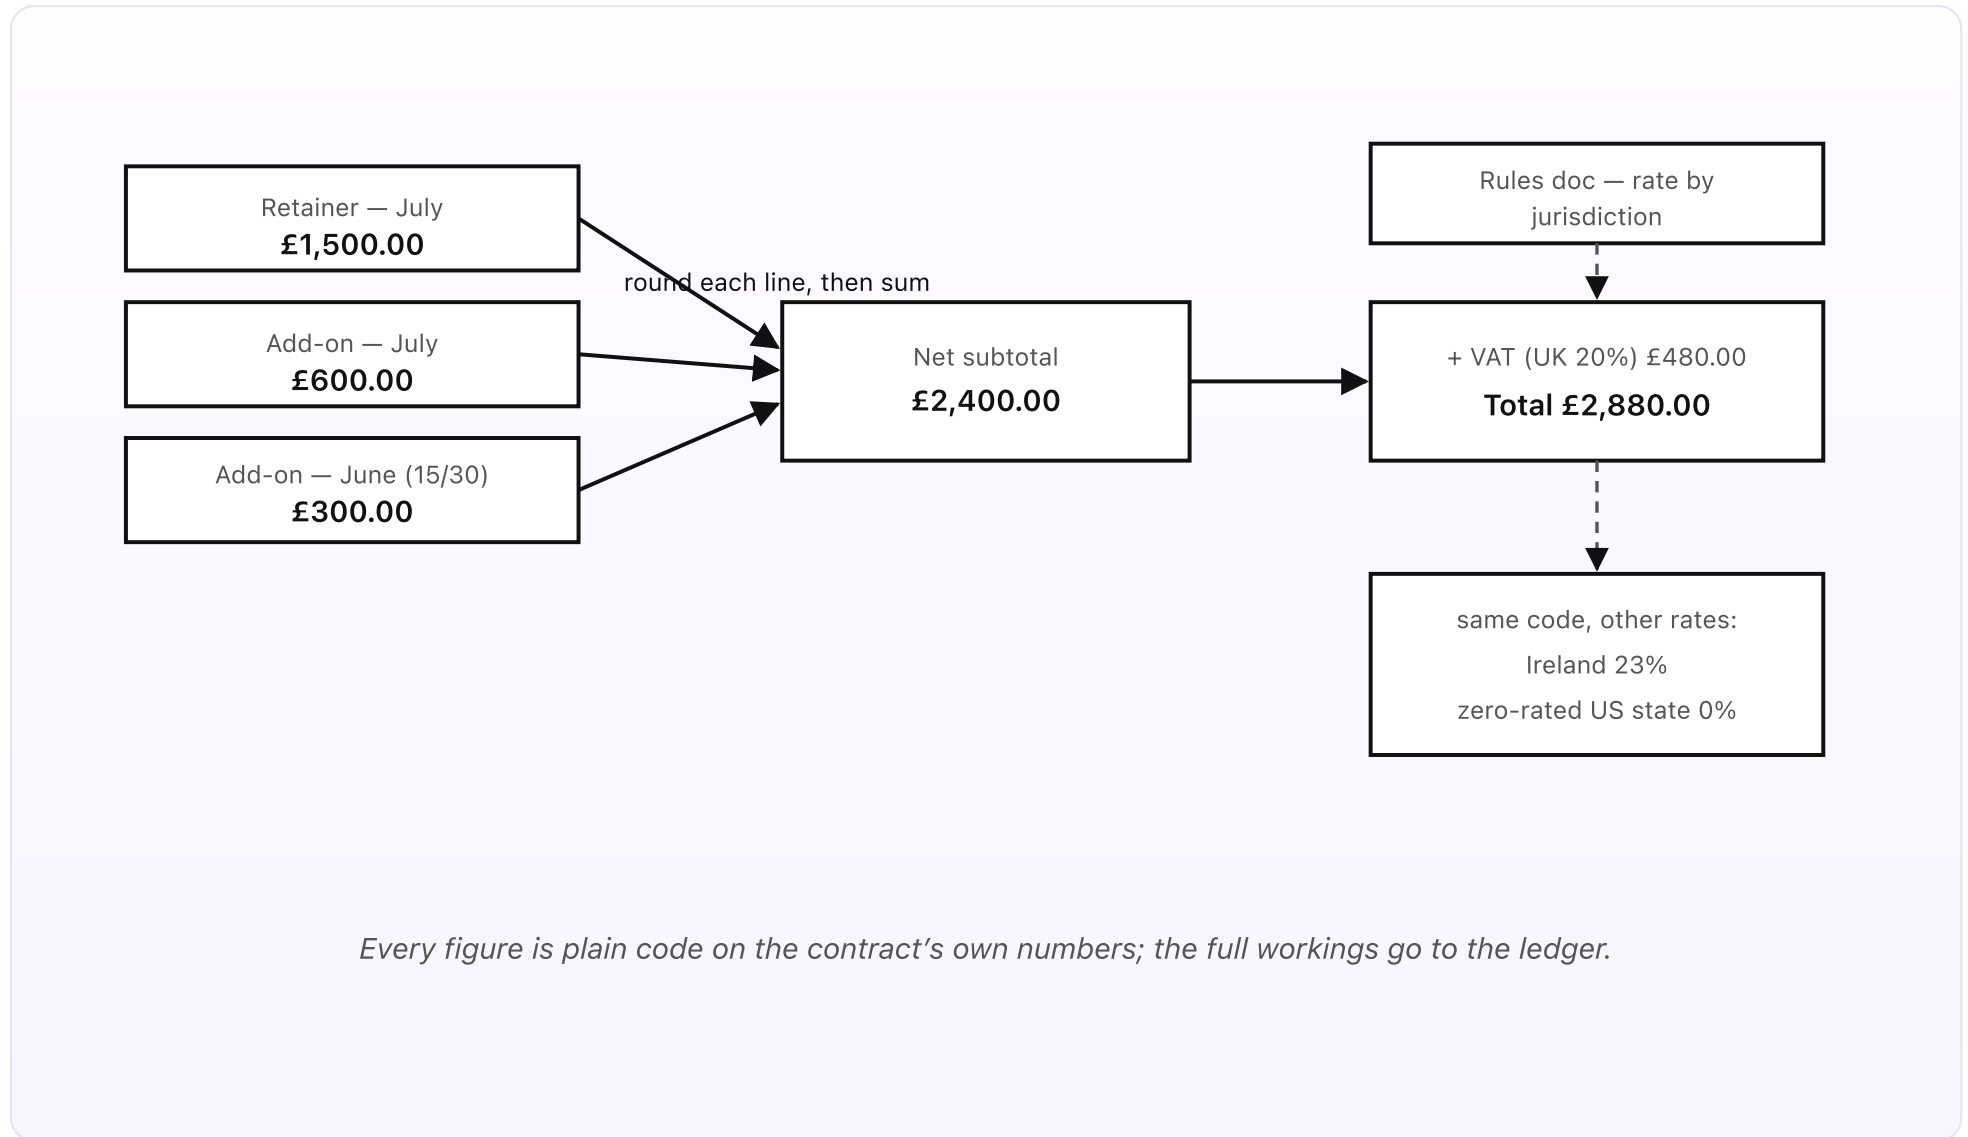 Retainer — July
£1,500.00
Add-on — July
£600.00
Add-on — June (15/30)
£300.00
round each line, then sum
Net subtotal
£2,400.00
Rules doc — rate by
jurisdiction
+ VAT (UK 20%) £480.00
Total £2,880.00
same code, other rates:
Ireland 23%
zero-rated US state 0%
Every figure is plain code on the contract’s own numbers; the full workings go to the ledger.